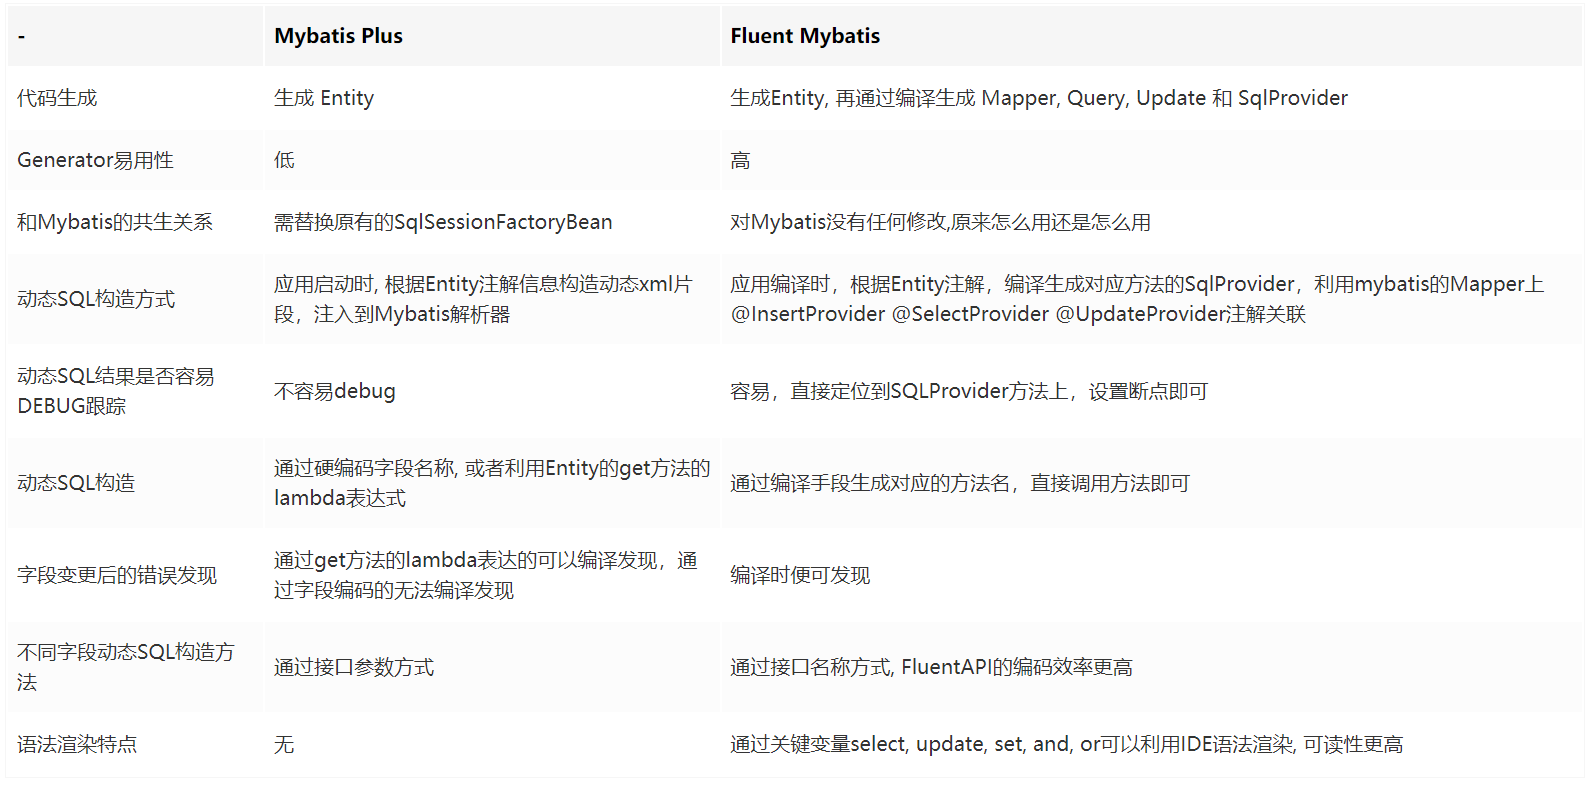 -
Mybatis Plus
Fluent Mybatis
代码生成
生成 Entity
生成Entity, 再通过编译生成 Mapper, Query, Update 和 SqlProvider
Generator易用性
低
高
和Mybatis的共生关系
需替换原有的SqlSessionFactoryBean
对Mybatis没有任何修改,原来怎么用还是怎么用
动态SQL构造方式
应用启动时, 根据Entity注解信息构造动态xml片
段，注入到Mybatis解析器
应用编译时，根据Entity注解，编译生成对应方法的SqlProvider，利用mybatis的Mapper上
@InsertProvider @SelectProvider @UpdateProvider注解关联
动态SQL结果是否容易
DEBUG跟踪
不容易debug
容易，直接定位到SQLProvider方法上，设置断点即可
动态SQL构造
通过硬编码字段名称, 或者利用Entity的get方法的
lambda表达式
通过编译手段生成对应的方法名，直接调用方法即可
字段变更后的错误发现
通过get方法的lambda表达的可以编译发现，通
过字段编码的无法编译发现
编译时便可发现
不同字段动态SQL构造方
法
通过接口参数方式
通过接口名称方式, FluentAPI的编码效率更高
语法渲染特点
无
通过关键变量select, update, set, and, or可以利用IDE语法渲染, 可读性更高